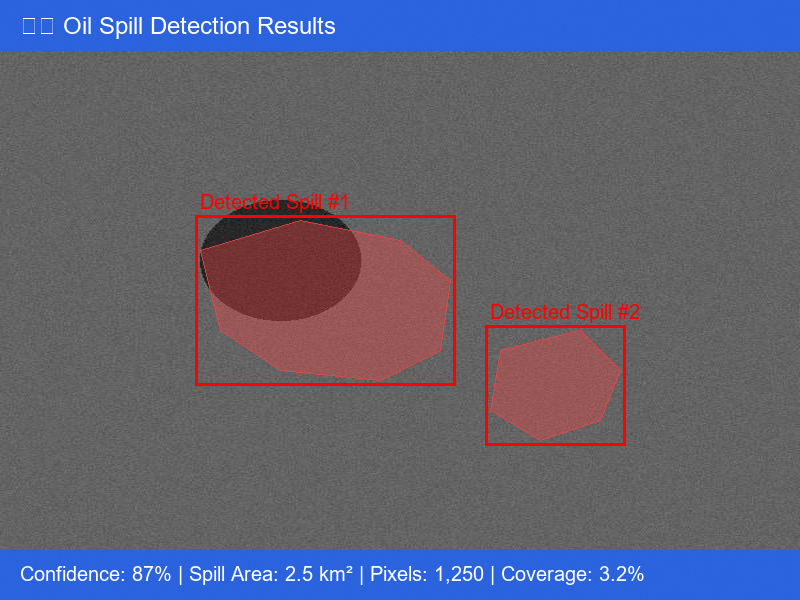 Oil Spill Detection Results
Detected Spill #1
Detected Spill #2
Confidence: 87% | Spill Area: 2.5 km² | Pixels: 1,250 | Coverage: 3.2%